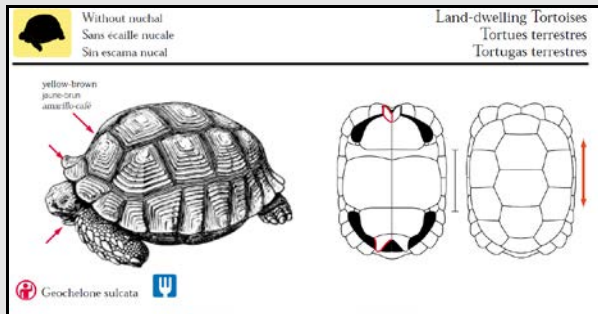 Without nuchal
Sans écaille nucale
Sin escama nucal
Land-dwelling Tortoises
Tortues terrestres
Tortugas terrestres
yellow-brown
jaune-brun
amarillo-café
Geochelone sulcata